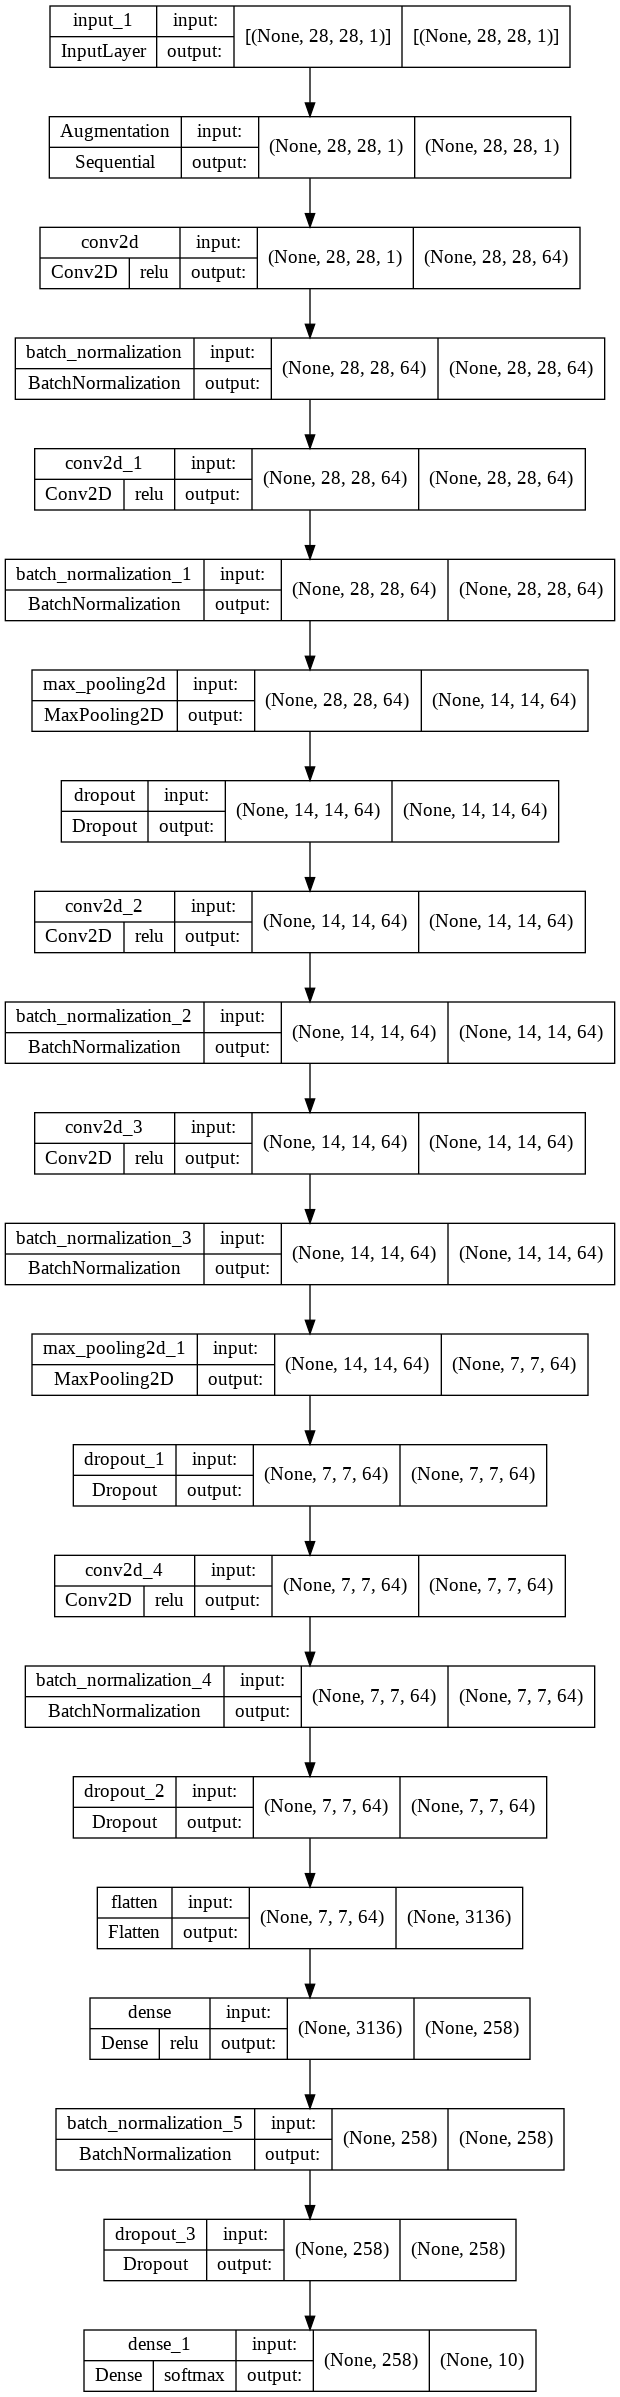 input_1 input: [(None, 28, 28, 1)] [(None, 28, 28, 1)]
InputLayer output:
Augmentation input: (None, 28, 28, 1) (None, 28, 28, 1)
Sequential output:
conv2d input: (None, 28, 28, 1) (None, 28, 28, 64)
Conv2D relu output:
batch_normalization input: (None, 28, 28, 64) (None, 28, 28, 64)
BatchNormalization output:
conv2d_1 input: (None, 28, 28, 64) (None, 28, 28, 64)
Conv2D relu output:
batch_normalization_1 input: (None, 28, 28, 64) (None, 28, 28, 64)
BatchNormalization output:
max_pooling2d input: (None, 28, 28, 64) (None, 14, 14, 64)
MaxPooling2D output:
dropout input: (None, 14, 14, 64) (None, 14, 14, 64)
Dropout output:
conv2d_2 input: (None, 14, 14, 64) (None, 14, 14, 64)
Conv2D relu output:
batch_normalization_2 input: (None, 14, 14, 64) (None, 14, 14, 64)
BatchNormalization output:
conv2d_3 input: (None, 14, 14, 64) (None, 14, 14, 64)
Conv2D relu output:
batch_normalization_3 input: (None, 14, 14, 64) (None, 14, 14, 64)
BatchNormalization output:
max_pooling2d_1 input: (None, 14, 14, 64) (None, 7, 7, 64)
MaxPooling2D output:
dropout_1 input: (None, 7, 7, 64) (None, 7, 7, 64)
Dropout output:
conv2d_4 input: (None, 7, 7, 64) (None, 7, 7, 64)
Conv2D relu output:
batch_normalization_4 input: (None, 7, 7, 64) (None, 7, 7, 64)
BatchNormalization output:
dropout_2 input: (None, 7, 7, 64) (None, 7, 7, 64)
Dropout output:
flatten input: (None, 7, 7, 64) (None, 3136)
Flatten output:
dense input: (None, 3136) (None, 258)
Dense relu output:
batch_normalization_5 input: (None, 258) (None, 258)
BatchNormalization output:
dropout_3 input: (None, 258) (None, 258)
Dropout output:
dense_1 input: (None, 258) (None, 10)
Dense softmax output: